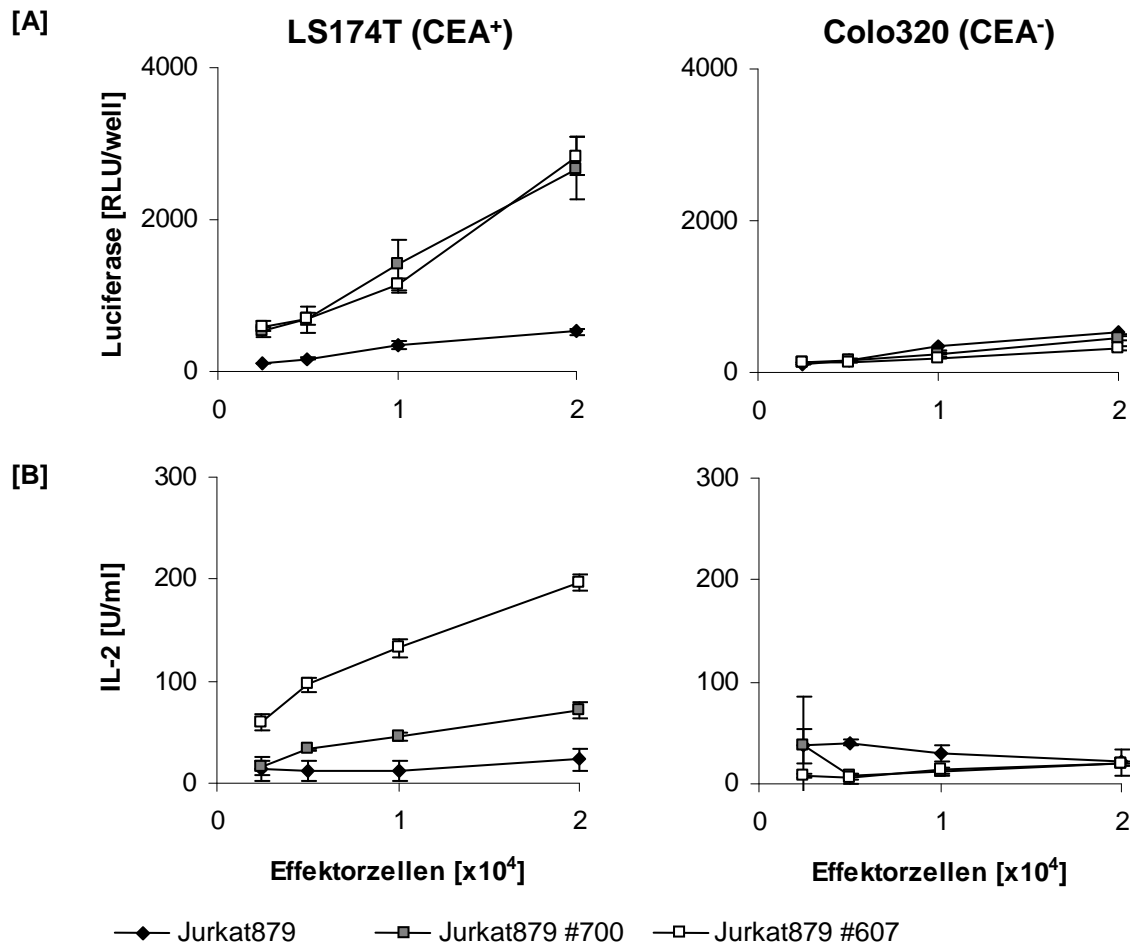 [A]
LS174T (CEA⁺)
Colo320 (CEA⁻)
Luciferase [RLU/well]
4000
2000
0
0
1
2
4000
2000
0
0
1
2
[B]
IL-2 [U/ml]
300
200
100
0
0
1
2
300
200
100
0
0
1
2
Effektorzellen [x10⁴]
Effektorzellen [x10⁴]
Jurkat879
Jurkat879 #700
Jurkat879 #607